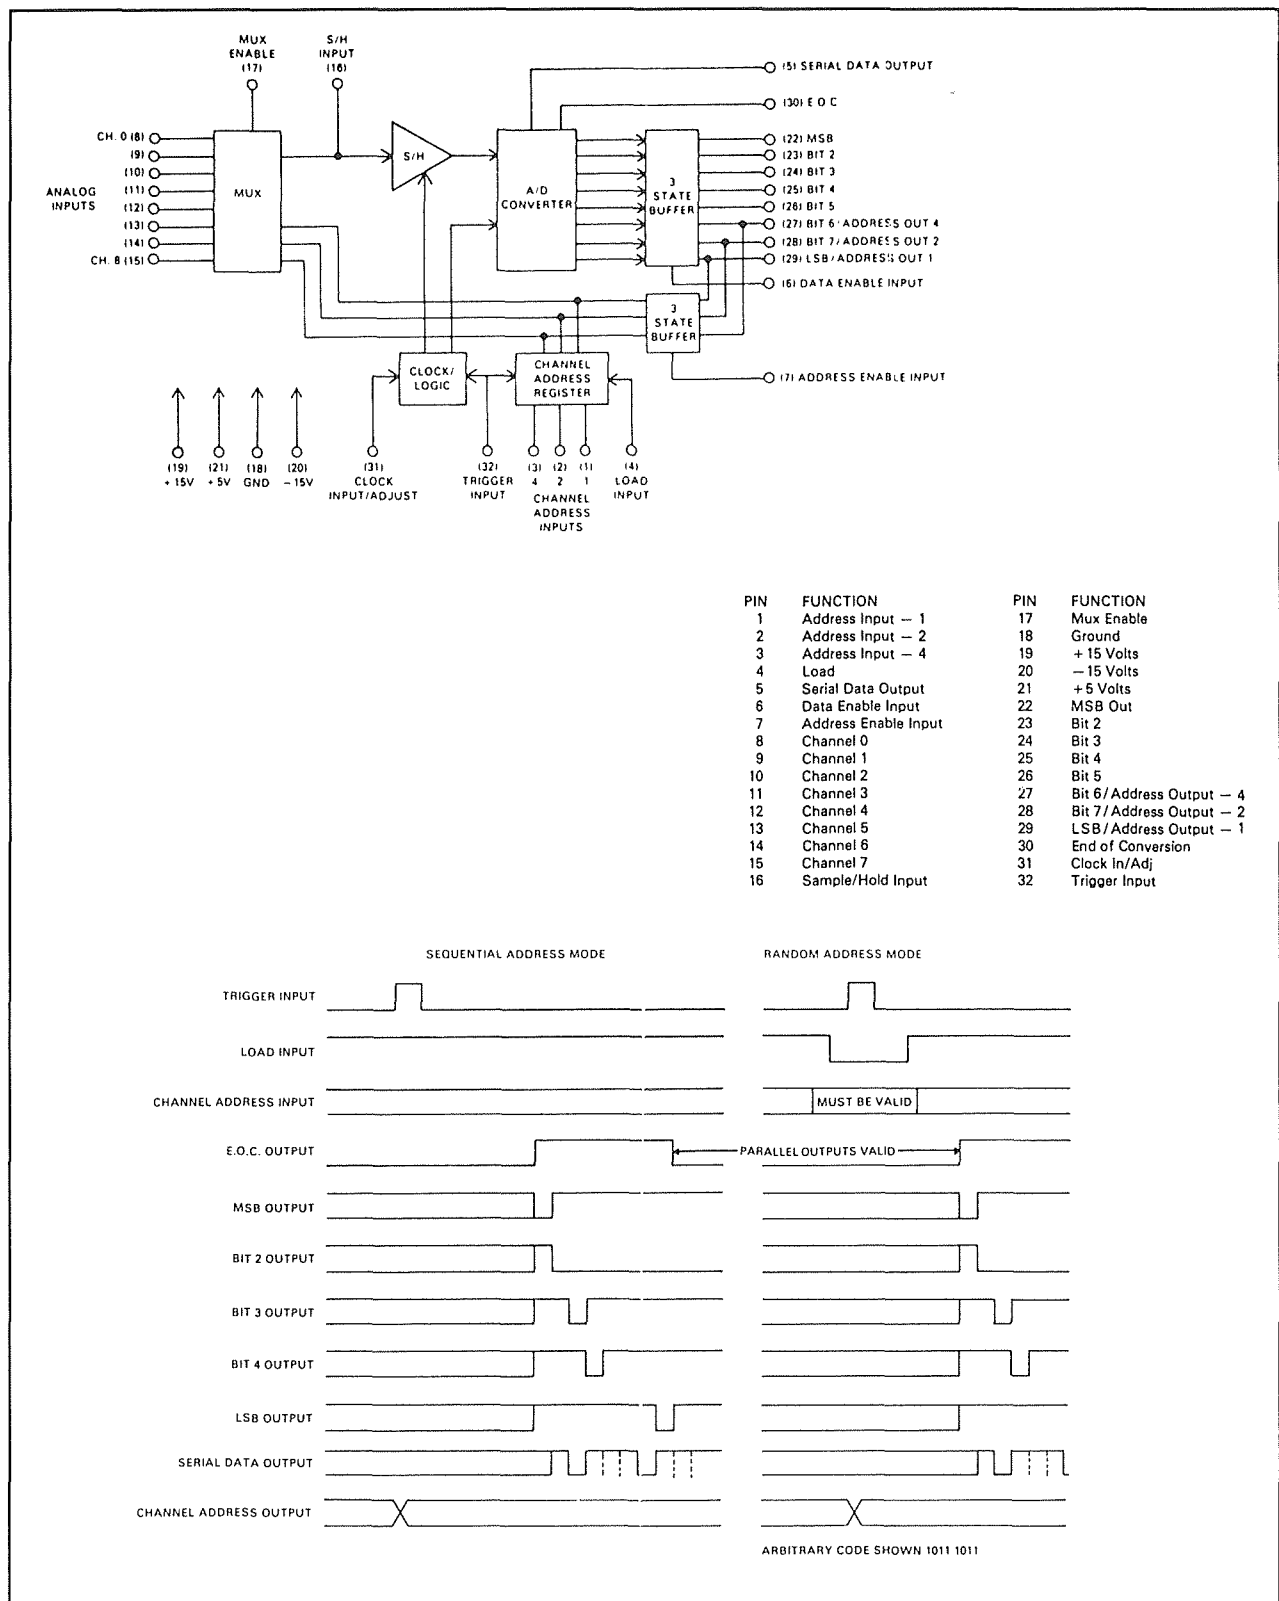 MUX
ENABLE
(17)
S/H
INPUT
(16)
(5) SERIAL DATA OUTPUT
(30) E O C
CH. 0 (8)
(9)
(10)
(11)
(12)
(13)
(14)
CH. 8 (15)
ANALOG
INPUTS
MUX
S/H
A/D
CONVERTER
3
STATE
BUFFER
(22) MSB
(23) BIT 2
(24) BIT 3
(25) BIT 4
(26) BIT 5
(27) BIT 6/ADDRESS OUT 4
(28) BIT 7/ADDRESS OUT 2
(29) LSB/ADDRESS OUT 1
(6) DATA ENABLE INPUT
3
STATE
BUFFER
(7) ADDRESS ENABLE INPUT
CLOCK/
LOGIC
CHANNEL
ADDRESS
REGISTER
(19)
+ 15V
(21)
+ 5V
(18)
GND
(20)
– 15V
(31)
CLOCK
INPUT/ADJUST
(32)
TRIGGER
INPUT
(3) (2) (1)
4 2 1
CHANNEL
ADDRESS
INPUTS
(4)
LOAD
INPUT
PIN FUNCTION
1 Address Input — 1
2 Address Input — 2
3 Address Input — 4
4 Load
5 Serial Data Output
6 Data Enable Input
7 Address Enable Input
8 Channel 0
9 Channel 1
10 Channel 2
11 Channel 3
12 Channel 4
13 Channel 5
14 Channel 6
15 Channel 7
16 Sample/Hold Input
PIN FUNCTION
17 Mux Enable
18 Ground
19 + 15 Volts
20 — 15 Volts
21 + 5 Volts
22 MSB Out
23 Bit 2
24 Bit 3
25 Bit 4
26 Bit 5
27 Bit 6/Address Output — 4
28 Bit 7/Address Output — 2
29 LSB/Address Output — 1
30 End of Conversion
31 Clock In/Adj
32 Trigger Input
SEQUENTIAL ADDRESS MODE RANDOM ADDRESS MODE
TRIGGER INPUT
LOAD INPUT
CHANNEL ADDRESS INPUT MUST BE VALID
E.O.C. OUTPUT PARALLEL OUTPUTS VALID
MSB OUTPUT
BIT 2 OUTPUT
BIT 3 OUTPUT
BIT 4 OUTPUT
LSB OUTPUT
SERIAL DATA OUTPUT
CHANNEL ADDRESS OUTPUT
ARBITRARY CODE SHOWN 1011 1011